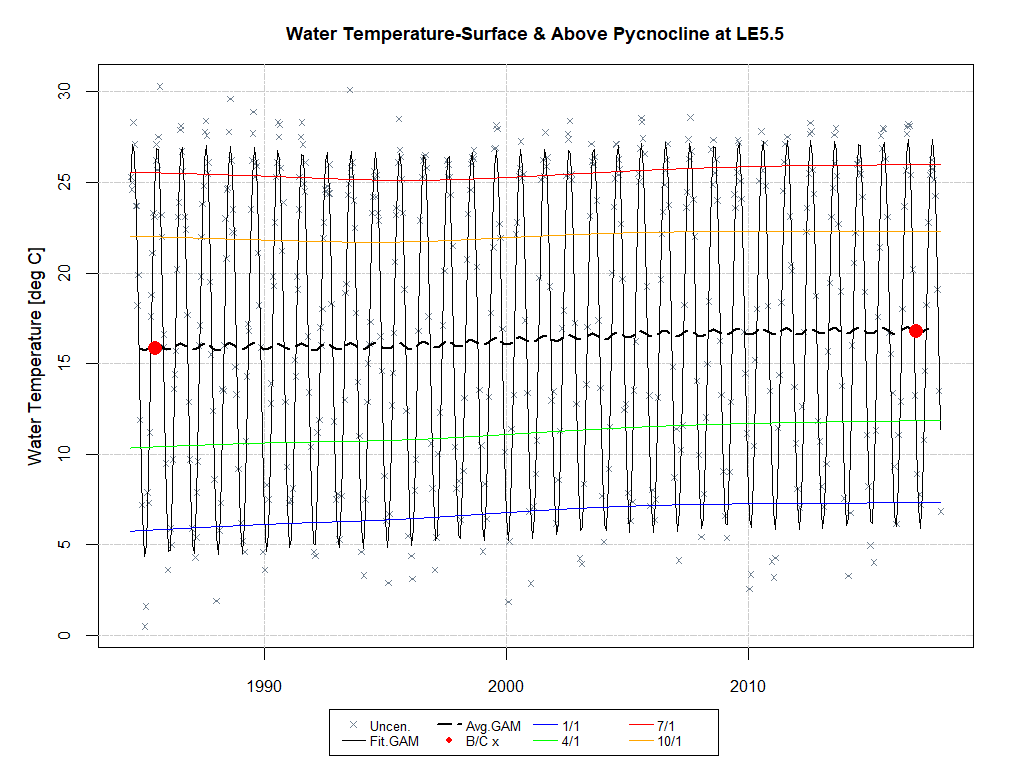 Water Temperature-Surface & Above Pycnocline at LE5.5
30
25
20
15
10
5
0
Water Temperature [deg C]
1990 2000 2010
Uncen. Avg.GAM 1/1 7/1
Fit.GAM B/C x 4/1 10/1